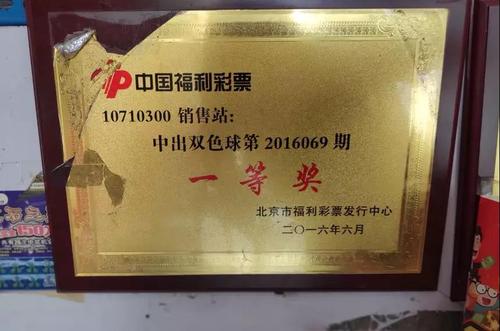 中国福利彩票
10710300 销售站：
中出双色球第 2016069 期
一等奖
北京市福利彩票发行中心
二〇一六年六月
150